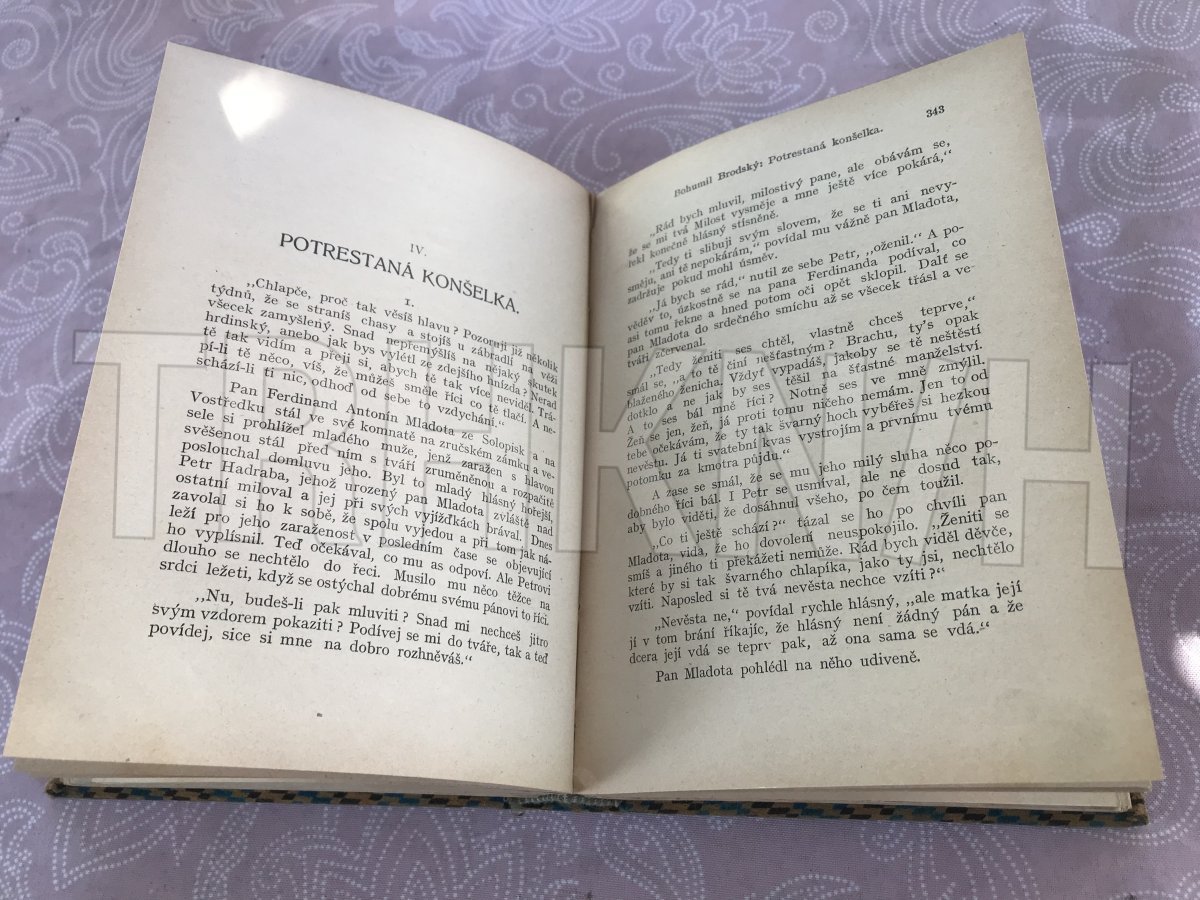 IV.
POTRESTANÁ KONŠELKA.
I.
„Chlapče, proč tak věsíš hlavu? Pozoruji již několik
týdnů, že se straníš chasy a stojíš u zábradlí na věži
všecek zamyšlený. Snad nepřemýšlíš na nějaký skutek
hrdinský, anebo jak bys vylétl ze zdejšího hnízda? Nerad
tě tak vidím a přeji si, abych tě tak více neviděl. Trá-
pí-li tě něco, víš, že můžeš směle říci co tě tlačí. A ne-
schází-li ti nic, odhoď od sebe to vzdychání.“
Pan Ferdinand Antonín Mladota ze Solopisk a na
Vostředku stál ve své komnatě na zručském zámku a ve-
sele si prohlížel mladého muže, jenž zaražen s hlavou
svěšenou stál před ním s tváří zruměněnou a rozpačitě
poslouchal domluvu jeho. Byl to mladý hlásný hořejší,
Petr Hadraba, jehož urozený pan Mladota zvláště nad
ostatní miloval a jej při svých vyjížďkách brával. Dnes
zavolal si ho k sobě, že spolu vyjedou a při tom jak ná-
leží pro jeho zaraženost v posledním čase se objevující
ho vyplísnil. Teď očekával, co mu as odpoví. Ale Petrovi
dlouho se nechtělo do řeci. Musilo mu něco těžce na
srdci ležeti, když se ostýchal dobrému svému pánovi to říci.
„Nu, budeš-li pak mluviti? Snad mi nechceš jitro
svým vzdorem pokaziti? Podívej se mi do tváře, tak a teď
povídej, sice si mne na dobro rozhněváš.“
343
Bohumil Brodský: Potrestaná konšelka.
„Rád bych mluvil, milostivý pane, ale obávám se,
že se mi tvá Milost vysměje a mne ještě více pokárá,“
řekl konečně hlásný stísněně.
„Tedy ti slibuji svým slovem, že se ti ani nevy-
směju, aní tě nepokárám,“ povídal mu vážně pan Mladota,
zadržuje pokud mohl úsměv.
„Já bych se rád,“ nutil ze sebe Petr, „oženil.“ A po-
věděv to, úzkostně se na pana Ferdinanda podíval, co
asi tomu řekne a hned potom oči opět sklopil. Dalť se
pan Mladota do srdečného smíchu až se všecek třásl a ve
tváři zčervenal.
„Tedy ženiti ses chtěl, vlastně chceš teprve,“
smál se, „a to tě činí nešťastným? Brachu, ty's opak
blaženého ženicha. Vždyť vypadáš, jakoby se tě neštěstí
dotklo a ne jak by ses těšil na šťastné manželství.
A to ses bál mně říci? Notně ses ve mně zmýlil.
Žeň se jen, žeň, já proti tomu ničeho nemám. Jen to od
tebe očekávám, že ty tak švarný hoch vybéřeš si hezkou
nevěstu. Já ti svatební kvas vystrojím a prvnímu tvému
potomku za kmotra půjdu.“
A zase se smál, že se mu jeho milý sluha něco po-
dobného říci bál. I Petr se usmíval, ale ne dosud tak,
aby bylo viděti, že dosáhnul všeho, po čem toužil.
„Co ti ještě schází?“ tázal se ho po chvíli pan
Mladota, vida, že ho dovolení neuspokojilo. „Ženiti se
smíš a jiného ti překážeti nemůže. Rád bych viděl děvče,
které by si tak švarného chlapíka, jako ty jsi, nechtělo
vzíti. Naposled si tě tvá nevěsta nechce vzíti?“
„Nevěsta ne,“ povídal rychle hlásný, „ale matka její
jí v tom brání říkajíc, že hlásný není žádný pán a že
dcera její vdá se teprv pak, až ona sama se vdá.“
Pan Mladota pohlédl na něho udiveně.
TRH KNIH